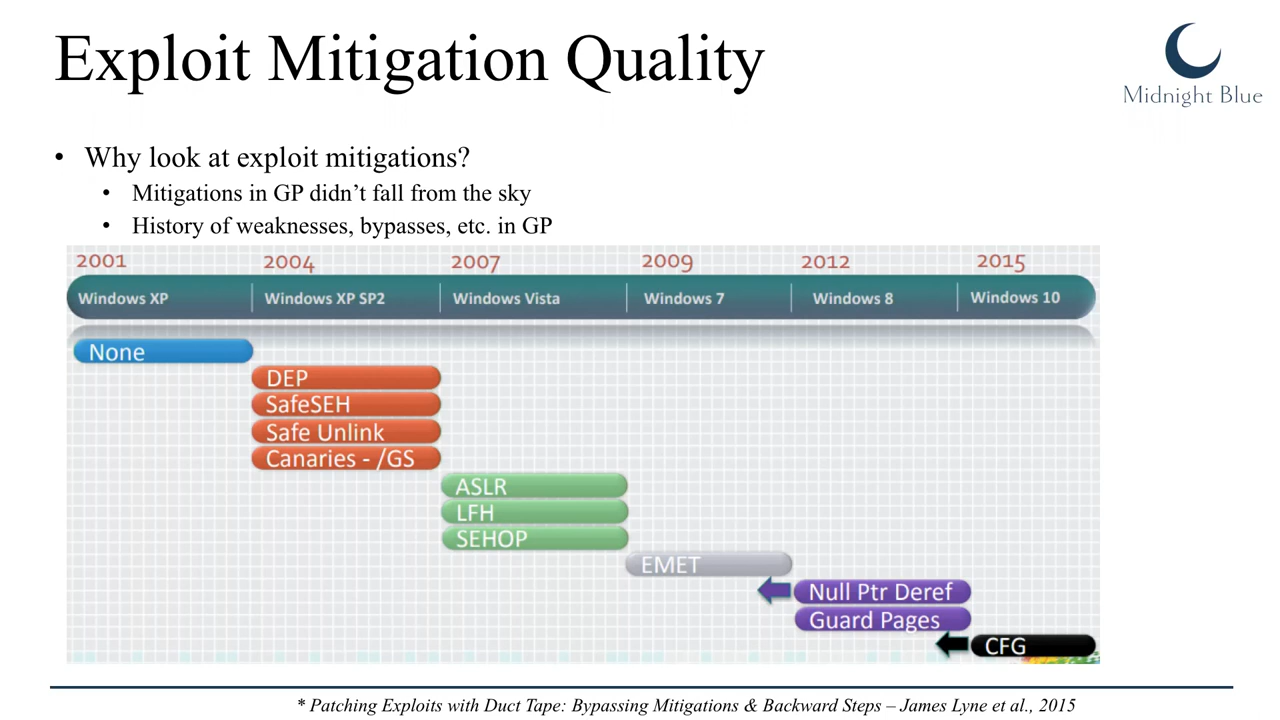 Exploit Mitigation Quality
Midnight Blue
• Why look at exploit mitigations?
• Mitigations in GP didn’t fall from the sky
• History of weaknesses, bypasses, etc. in GP
2001 2004 2007 2009 2012 2015
Windows XP Windows XP SP2 Windows Vista Windows 7 Windows 8 Windows 10
None
DEP
SafeSEH
Safe Unlink
Canaries - /GS
ASLR
LFH
SEHOP
EMET
Null Ptr Deref
Guard Pages
CFG
* Patching Exploits with Duct Tape: Bypassing Mitigations & Backward Steps – James Lyne et al., 2015